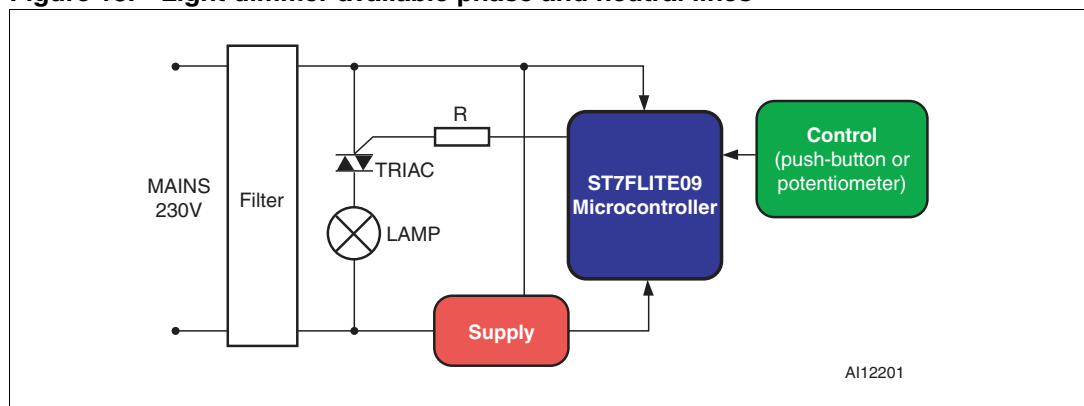 Figure Light dimmer available phase and neutral lines
R
Control
(push-button or
potentiometer)
TRIAC
ST7FLITE09
Microcontroller
MAINS
230V
Filter
LAMP
Supply
AI12201